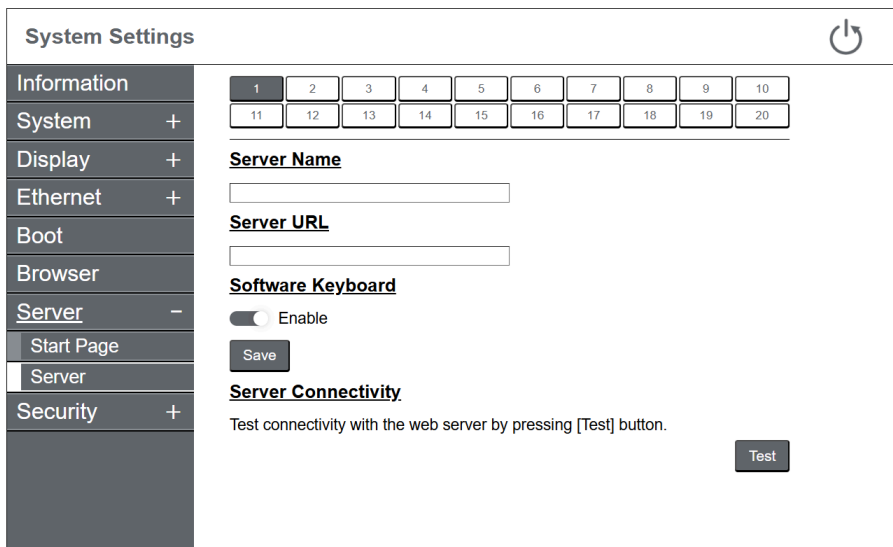 System Settings
Information
System +
Display +
Ethernet +
Boot
Browser
Server −
Start Page
Server
Security +
1 2 3 4 5 6 7 8 9 10
11 12 13 14 15 16 17 18 19 20
Server Name
Server URL
Software Keyboard
Enable
Save
Server Connectivity
Test connectivity with the web server by pressing [Test] button.
Test